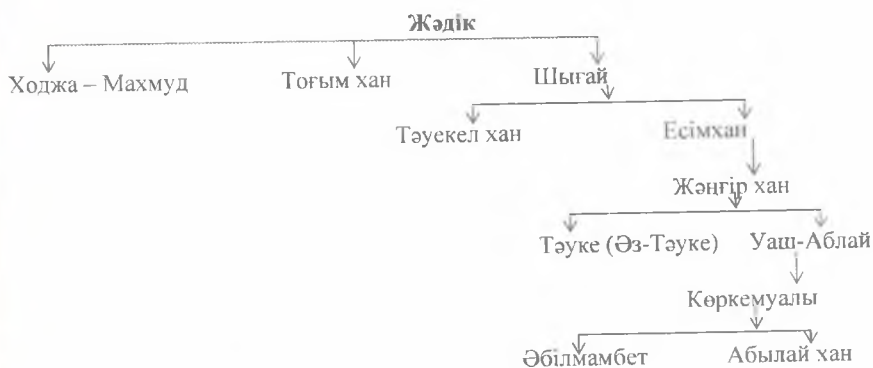 Жәдік
Ходжа – Махмуд Тоғым хан Шығай
Тәуекел хан Есімхан
Жәңгір хан
Тәуке (Әз-Тәуке) Уаш-Аблай
Көркемуалы
Әбілмамбет Абылай хан